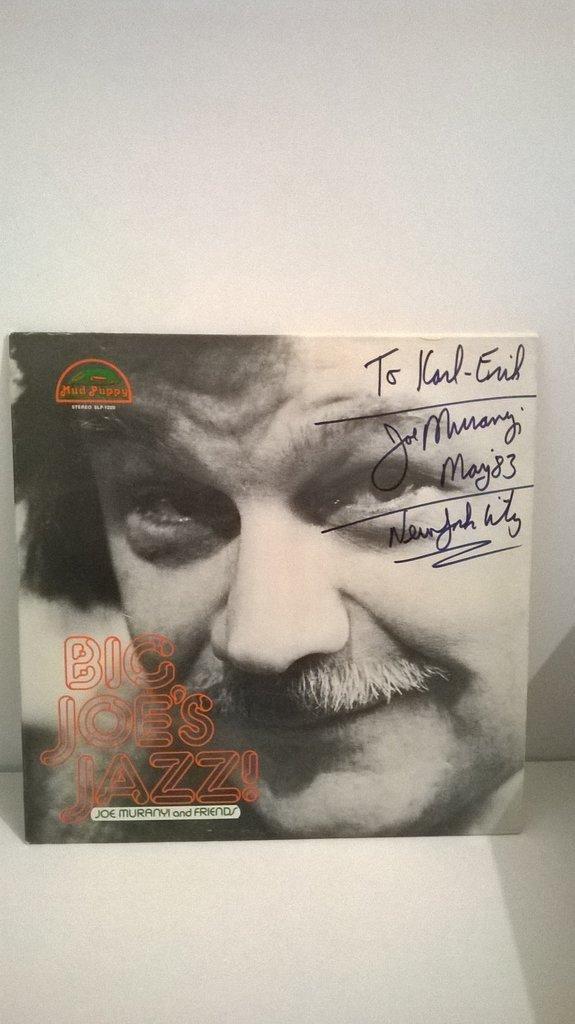 Mud Puppy
STEREO SLP-1005
To Karl-Erik
Joe Muranyi
May 83
New York City
BIG
JOE'S
JAZZ!
JOE MURANYI and FRIENDS